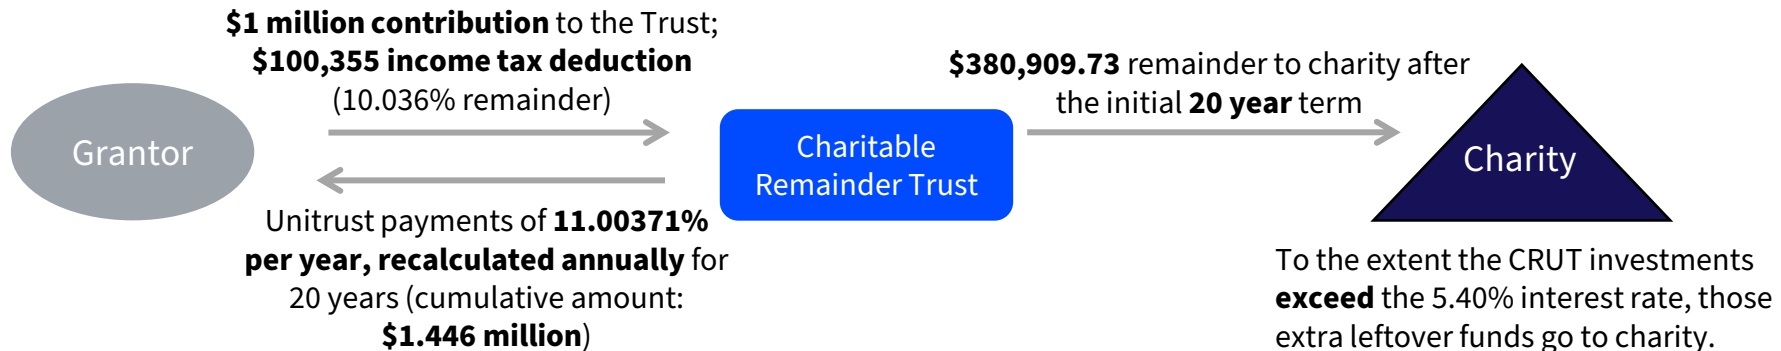 $1 million contribution to the Trust;
$100,355 income tax deduction
(10.036% remainder)
$380,909.73 remainder to charity after
the initial 20 year term
Grantor
Charitable
Remainder Trust
Charity
Unitrust payments of 11.00371%
per year, recalculated annually for
20 years (cumulative amount:
$1.446 million)
To the extent the CRUT investments
exceed the 5.40% interest rate, those
extra leftover funds go to charity.